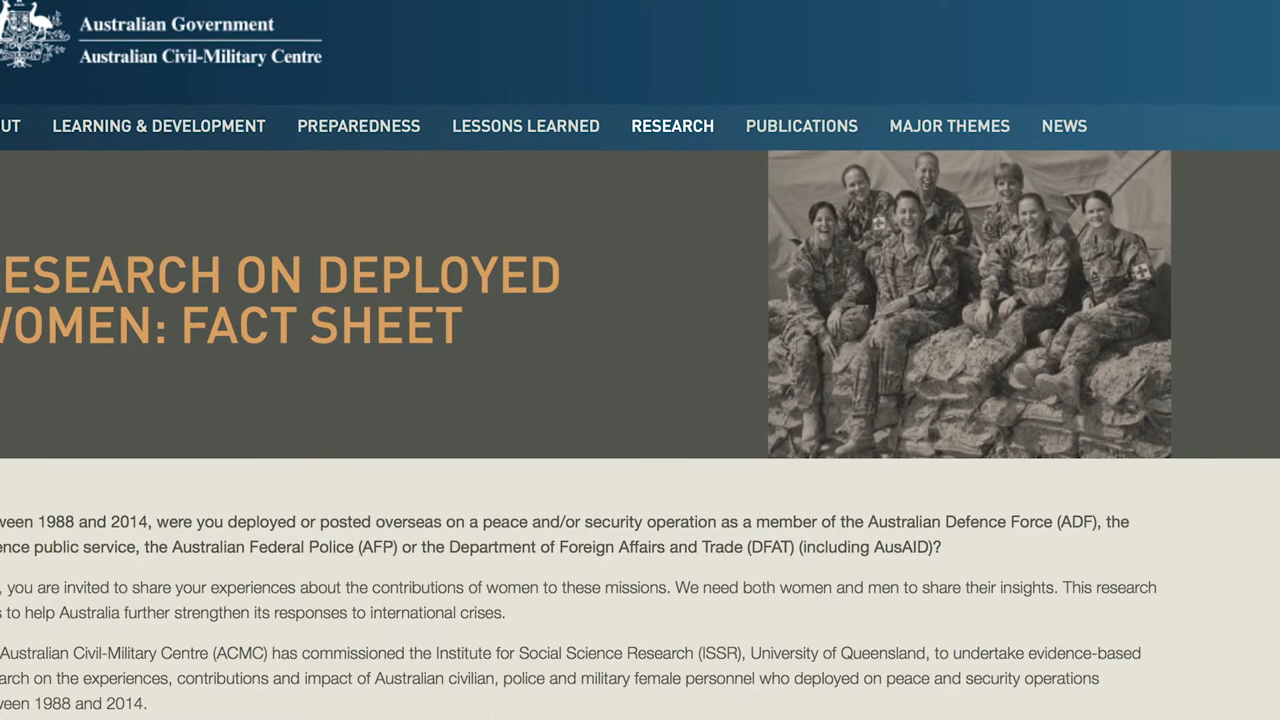 Australian Government
Australian Civil-Military Centre
UT LEARNING & DEVELOPMENT PREPAREDNESS LESSONS LEARNED RESEARCH PUBLICATIONS MAJOR THEMES NEWS
ESEARCH ON DEPLOYED
WOMEN: FACT SHEET
ween 1988 and 2014, were you deployed or posted overseas on a peace and/or security operation as a member of the Australian Defence Force (ADF), the
ence public service, the Australian Federal Police (AFP) or the Department of Foreign Affairs and Trade (DFAT) (including AusAID)?
, you are invited to share your experiences about the contributions of women to these missions. We need both women and men to share their insights. This research
s to help Australia further strengthen its responses to international crises.
Australian Civil-Military Centre (ACMC) has commissioned the Institute for Social Science Research (ISSR), University of Queensland, to undertake evidence-based
arch on the experiences, contributions and impact of Australian civilian, police and military female personnel who deployed on peace and security operations
ween 1988 and 2014.